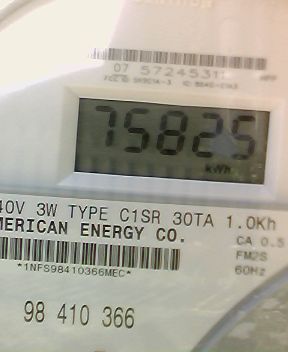 07 5724531
75825
kWh
40V 3W TYPE C1SR 30TA 1.0Kh
MERICAN ENERGY CO.
CA 0.5
*1NFS98410366MEC*
FM2S
60Hz
98 410 366